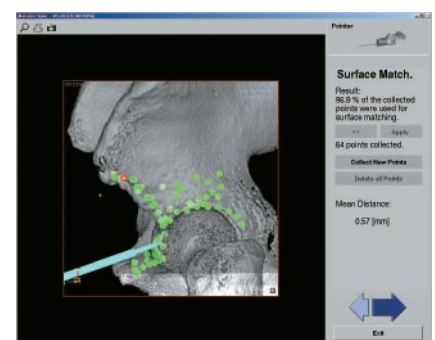 Pointer
Surface Match.
Result:
96.9 % of the collected
points were used for
surface matching.
<<
Apply
64 points collected.
Collect New Points
Delete all Points
Mean Distance:
0.57 [mm]
Exit